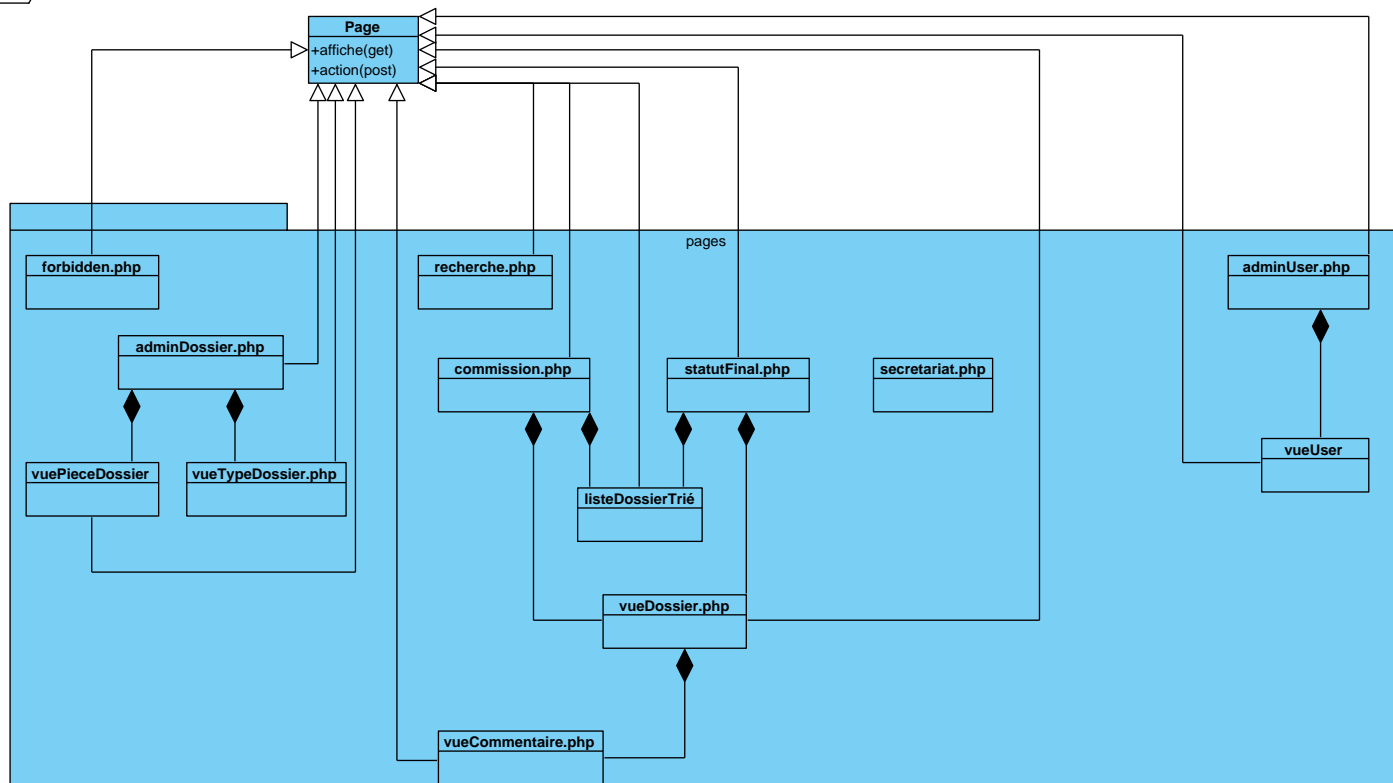 Page
+affiche(get)
+action(post)
pages
forbidden.php
recherche.php
adminUser.php
adminDossier.php
commission.php
statutFinal.php
secretariat.php
vueUser
vuePieceDossier
vueTypeDossier.php
listeDossierTrié
vueDossier.php
vueCommentaire.php